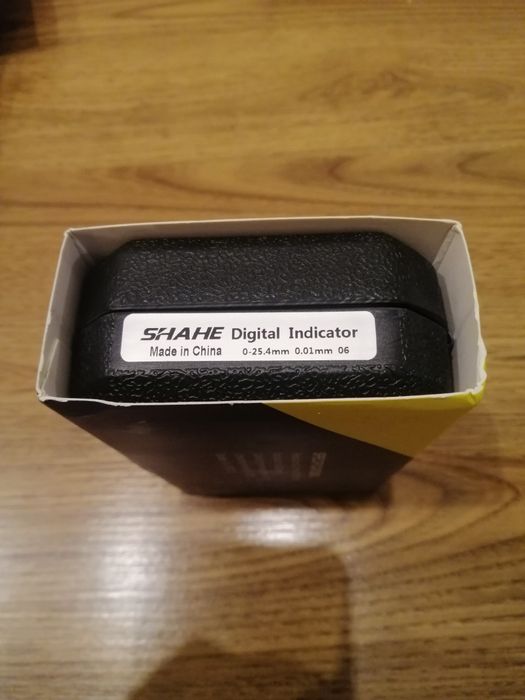 SHAHE Digital Indicator
Made in China 0-25.4mm 0.01mm 06